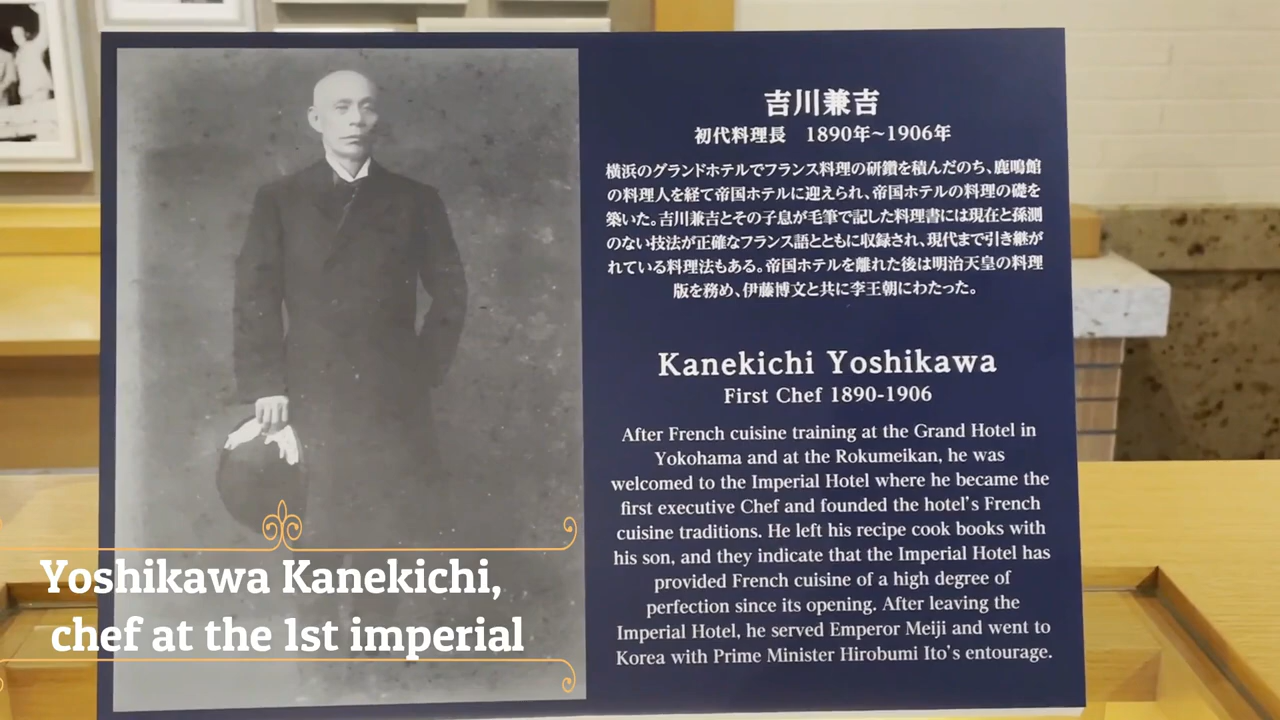 吉川兼吉
初代料理長　1890年~1906年
横浜のグランドホテルでフランス料理の研鑽を積んだのち、鹿鳴館
の料理人を経て帝国ホテルに迎えられ、帝国ホテルの料理の礎を
築いた。吉川兼吉とその子息が毛筆で記した料理書には現在と孫測
のない技法が正確なフランス語とともに収録され、現代まで引き継が
れている料理法もある。帝国ホテルを離れた後は明治天皇の料理
版を務め、伊藤博文と共に李王朝にわたった。
Kanekichi Yoshikawa
First Chef 1890-1906
After French cuisine training at the Grand Hotel in
Yokohama and at the Rokumeikan, he was
welcomed to the Imperial Hotel where he became the
first executive Chef and founded the hotel's French
cuisine traditions. He left his recipe cook books with
his son, and they indicate that the Imperial Hotel has
provided French cuisine of a high degree of
perfection since its opening. After leaving the
Imperial Hotel, he served Emperor Meiji and went to
Korea with Prime Minister Hirobumi Ito's entourage.
Yoshikawa Kanekichi,
chef at the 1st imperial